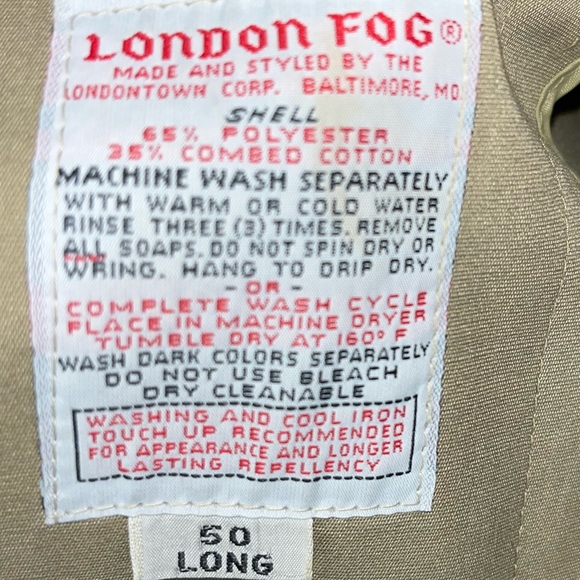 LONDON FOG®
MADE AND STYLED BY THE
LONDONTOWN CORP. BALTIMORE, MD.
SHELL
65% POLYESTER
35% COMBED COTTON
MACHINE WASH SEPARATELY
WITH WARM OR COLD WATER
RINSE THREE (3) TIMES. REMOVE
ALL SOAPS. DO NOT SPIN DRY OR
WRING. HANG TO DRIP DRY.
- OR -
COMPLETE WASH CYCLE
PLACE IN MACHINE DRYER
TUMBLE DRY AT 160° F
WASH DARK COLORS SEPARATELY
DO NOT USE BLEACH
DRY CLEANABLE
WASHING AND COOL IRON
TOUCH UP RECOMMENDED
FOR APPEARANCE AND LONGER
LASTING REPELLENCY
50
LONG